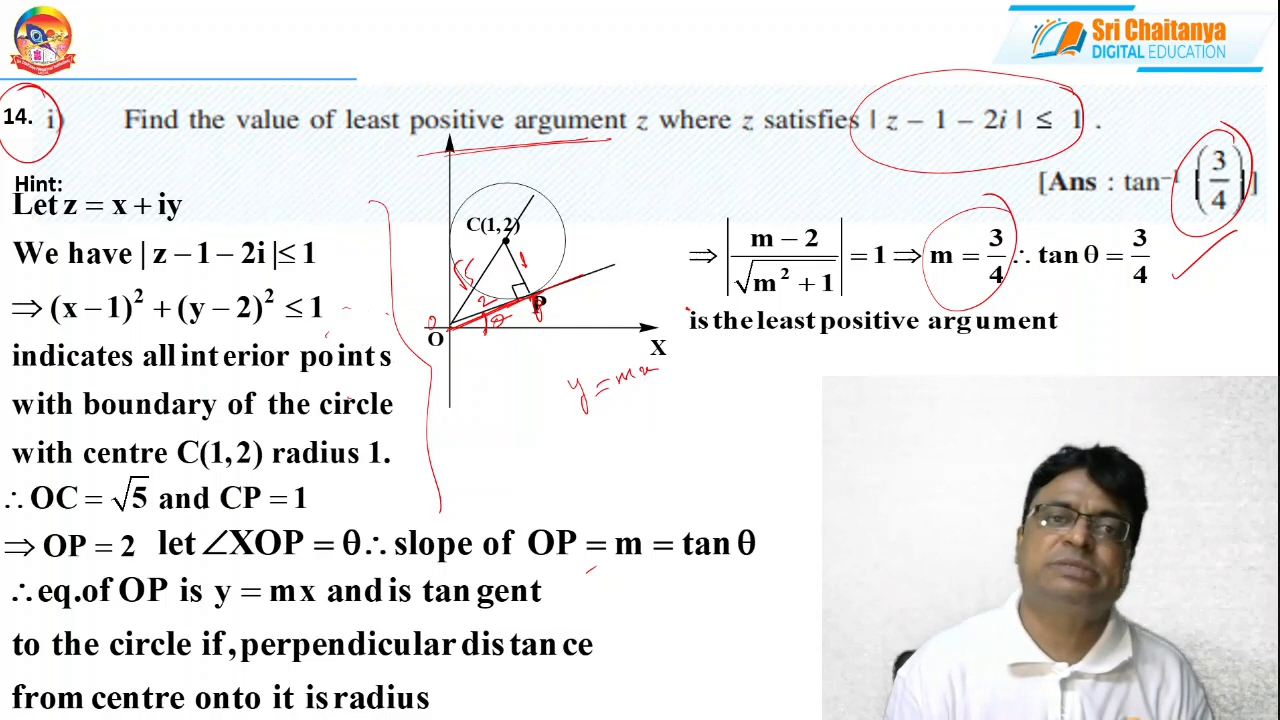 Sri Chaitanya
DIGITAL EDUCATION
14. i) Find the value of least positive argument z where z satisfies | z – 1 – 2i | ≤ 1 .
[Ans : tan⁻¹ (3/4)]
Hint:
Let z = x + iy
We have | z – 1 – 2i | ≤ 1
⇒ (x – 1)² + (y – 2)² ≤ 1
indicates all interior points
with boundary of the circle
with centre C(1, 2) radius 1.
∴ OC = √5 and CP = 1
⇒ OP = 2 let ∠XOP = θ ∴ slope of OP = m = tan θ
∴ eq.of OP is y = mx and is tangent
to the circle if, perpendicular distance
from centre onto it is radius
C(1, 2)
√5
1
2
θ
P
O
X
y = mx
⇒ |(m – 2)/√(m² + 1)| = 1 ⇒ m = 3/4 ∴ tan θ = 3/4
is the least positive argument